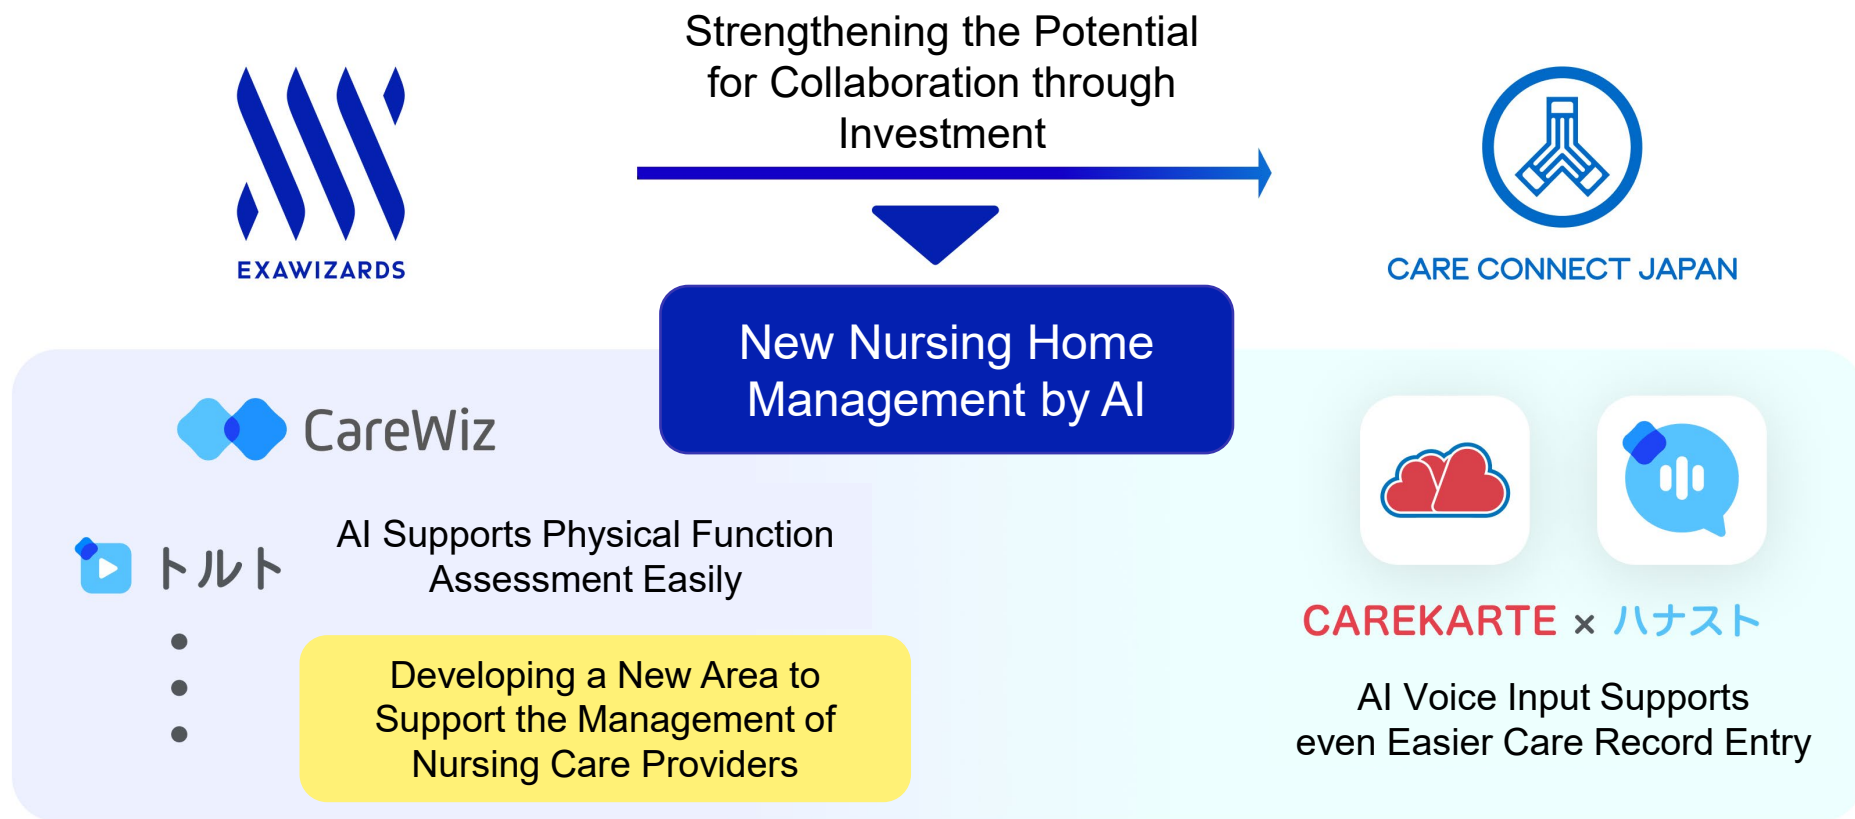 Strengthening the Potential
for Collaboration through
Investment
EXAWIZARDS
CARE CONNECT JAPAN
New Nursing Home
Management by AI
CareWiz
トルト
AI Supports Physical Function
Assessment Easily
Developing a New Area to
Support the Management of
Nursing Care Providers
CAREKARTE × ハナスト
AI Voice Input Supports
even Easier Care Record Entry